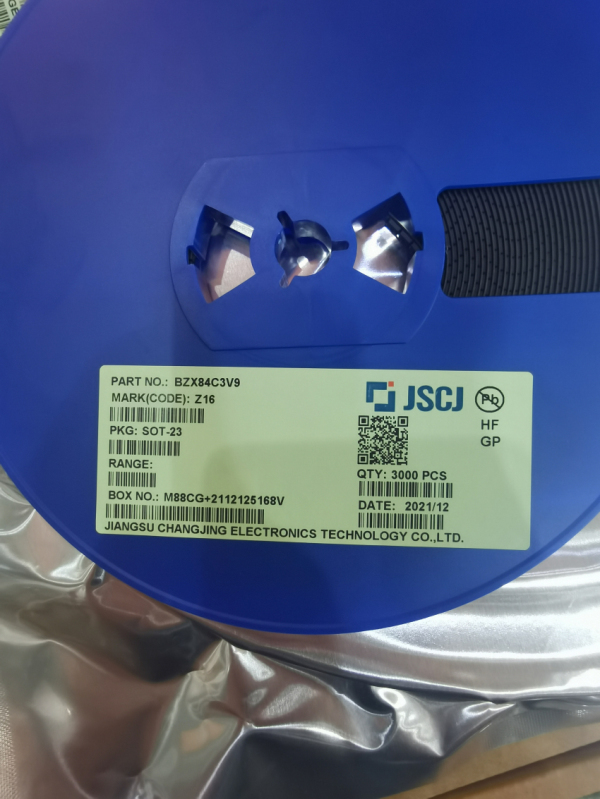 PART NO.: BZX84C3V9
MARK(CODE): Z16
PKG: SOT-23
RANGE:
BOX NO.: M88CG+2112125168V
JSCJ
Pb
HF
GP
QTY: 3000 PCS
DATE: 2021/12
JIANGSU CHANGJING ELECTRONICS TECHNOLOGY CO.,LTD.